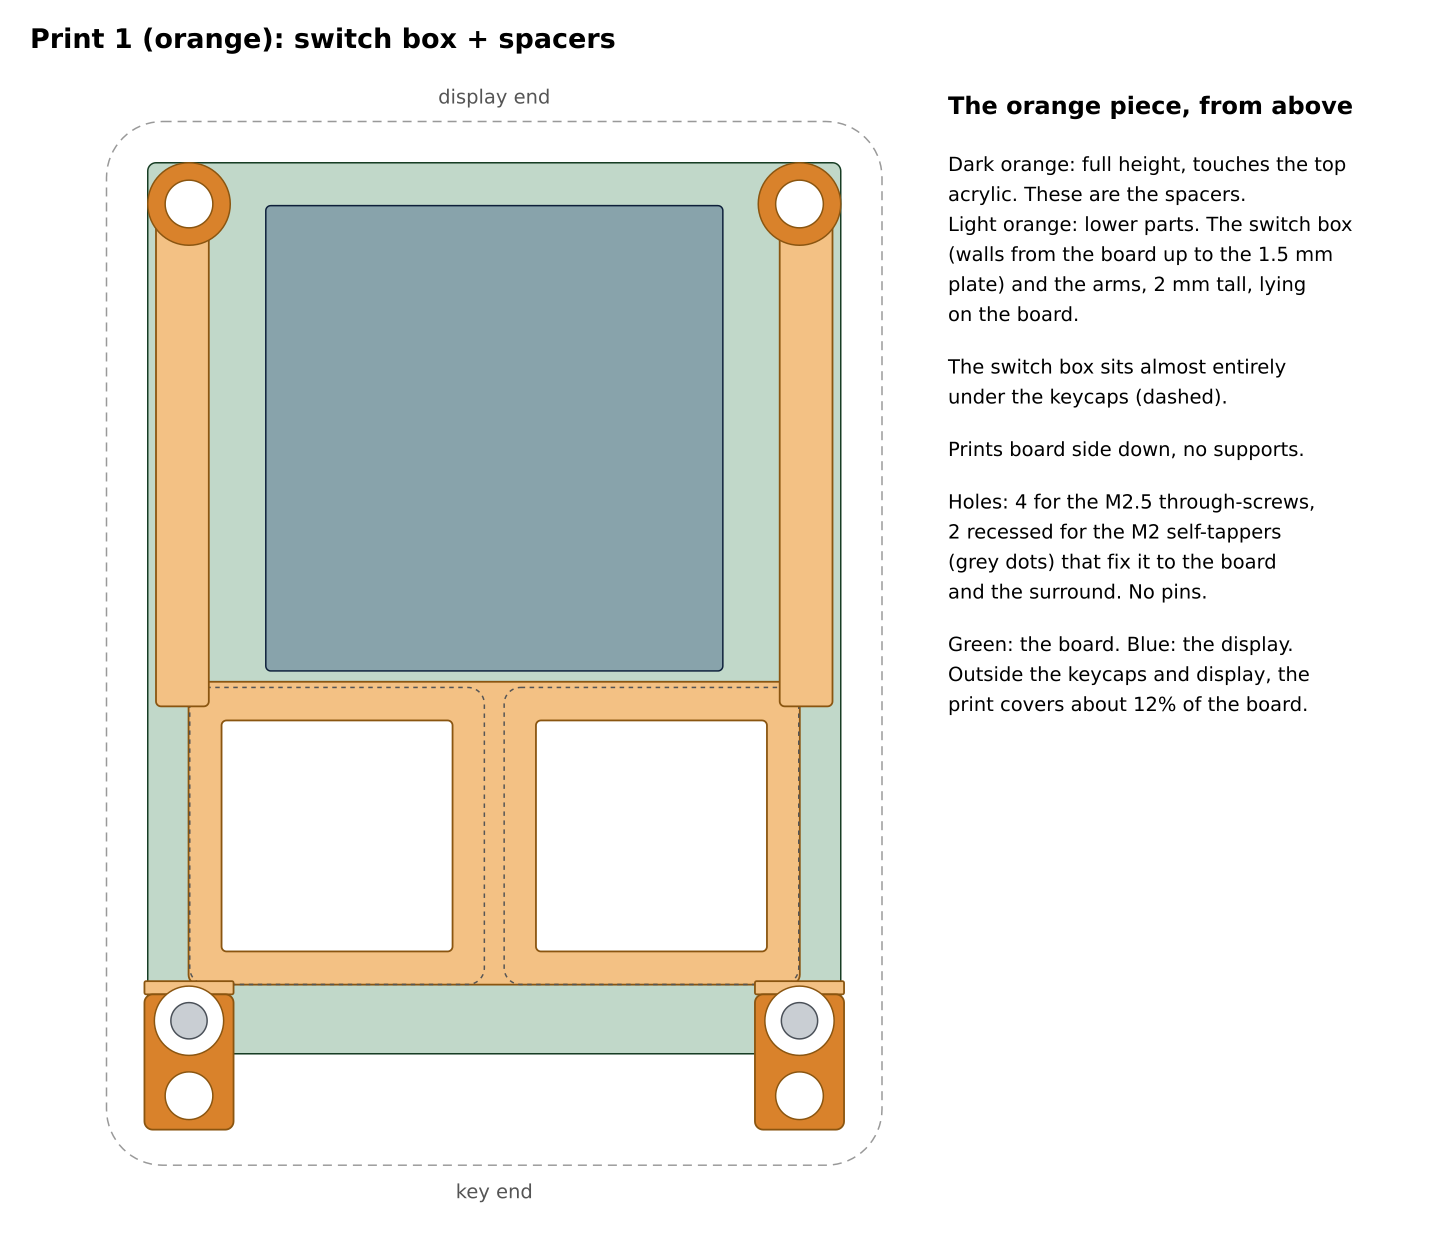 Print 1 (orange): switch box + spacers
display end
The orange piece, from above
Dark orange: full height, touches the top
acrylic. These are the spacers.
Light orange: lower parts. The switch box
(walls from the board up to the 1.5 mm
plate) and the arms, 2 mm tall, lying
on the board.
The switch box sits almost entirely
under the keycaps (dashed).
Prints board side down, no supports.
Holes: 4 for the M2.5 through-screws,
2 recessed for the M2 self-tappers
(grey dots) that fix it to the board
and the surround. No pins.
Green: the board. Blue: the display.
Outside the keycaps and display, the
print covers about 12% of the board.
key end